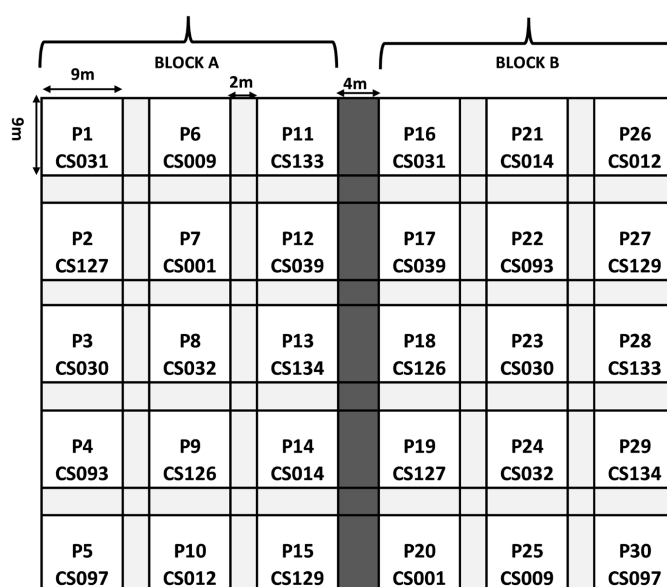 BLOCK A
BLOCK B
9m
2m
4m
9m
P1
CS031
P6
CS009
P11
CS133
P16
CS031
P21
CS014
P26
CS012
P2
CS127
P7
CS001
P12
CS039
P17
CS039
P22
CS093
P27
CS129
P3
CS030
P8
CS032
P13
CS134
P18
CS126
P23
CS030
P28
CS133
P4
CS093
P9
CS126
P14
CS014
P19
CS127
P24
CS032
P29
CS134
P5
CS097
P10
CS012
P15
CS129
P20
CS001
P25
CS009
P30
CS097